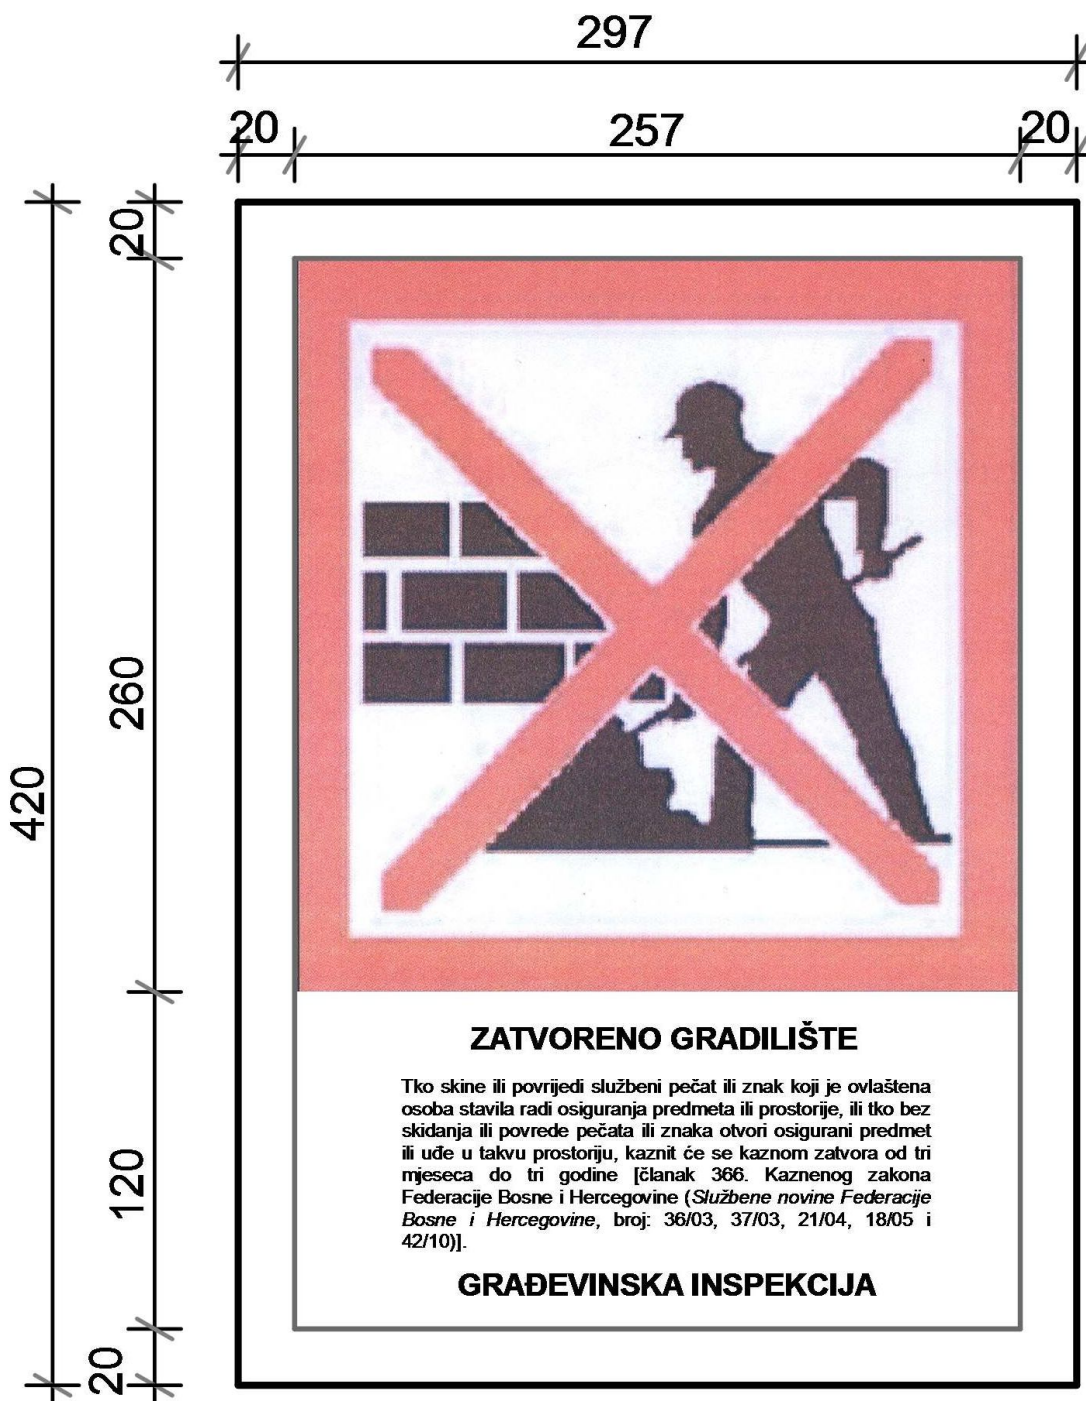 297
20 257 20
20
260
420
120
20
ZATVORENO GRADILIŠTE
Tko skine ili povrijedi službeni pečat ili znak koji je ovlaštena
osoba stavila radi osiguranja predmeta ili prostorije, ili tko bez
skidanja ili povrede pečata ili znaka otvori osigurani predmet
ili uđe u takvu prostoriju, kaznit će se kaznom zatvora od tri
mjeseca do tri godine [članak 366. Kaznenog zakona
Federacije Bosne i Hercegovine (Službene novine Federacije
Bosne i Hercegovine, broj: 36/03, 37/03, 21/04, 18/05 i
42/10)].
GRAĐEVINSKA INSPEKCIJA